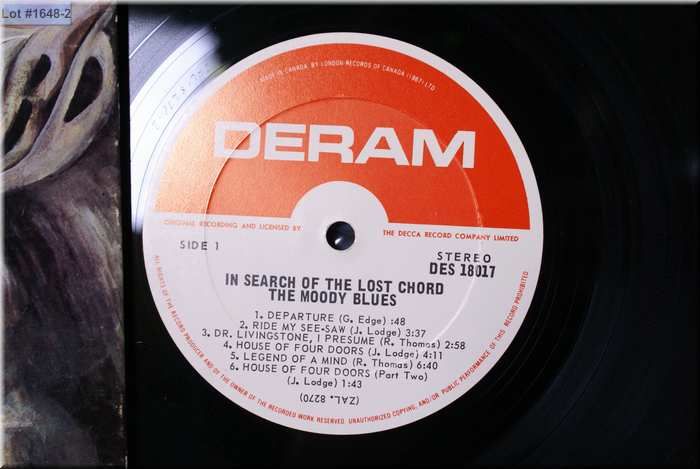 Lot #1648-2
MADE IN CANADA BY LONDON RECORDS OF CANADA (1967) LTD
DERAM
ORIGINAL RECORDING AND LICENSED BY
THE DECCA RECORD COMPANY LIMITED
SIDE 1
STEREO
DES 18017
IN SEARCH OF THE LOST CHORD
THE MOODY BLUES
1. DEPARTURE (G. Edge) :48
2. RIDE MY SEE-SAW (J. Lodge) 3:37
3. DR. LIVINGSTONE, I PRESUME (R. Thomas) 2:58
4. HOUSE OF FOUR DOORS (J. Lodge) 4:11
5. LEGEND OF A MIND (R. Thomas) 6:40
6. HOUSE OF FOUR DOORS (Part Two)
(J. Lodge) 1:43
(ZAL. 8270)
ALL RIGHTS OF THE RECORD PRODUCER AND OF THE OWNER OF THE RECORDED WORK RESERVED. UNAUTHORIZED COPYING, AND/OR PUBLIC PERFORMANCE OF THIS RECORD PROHIBITED